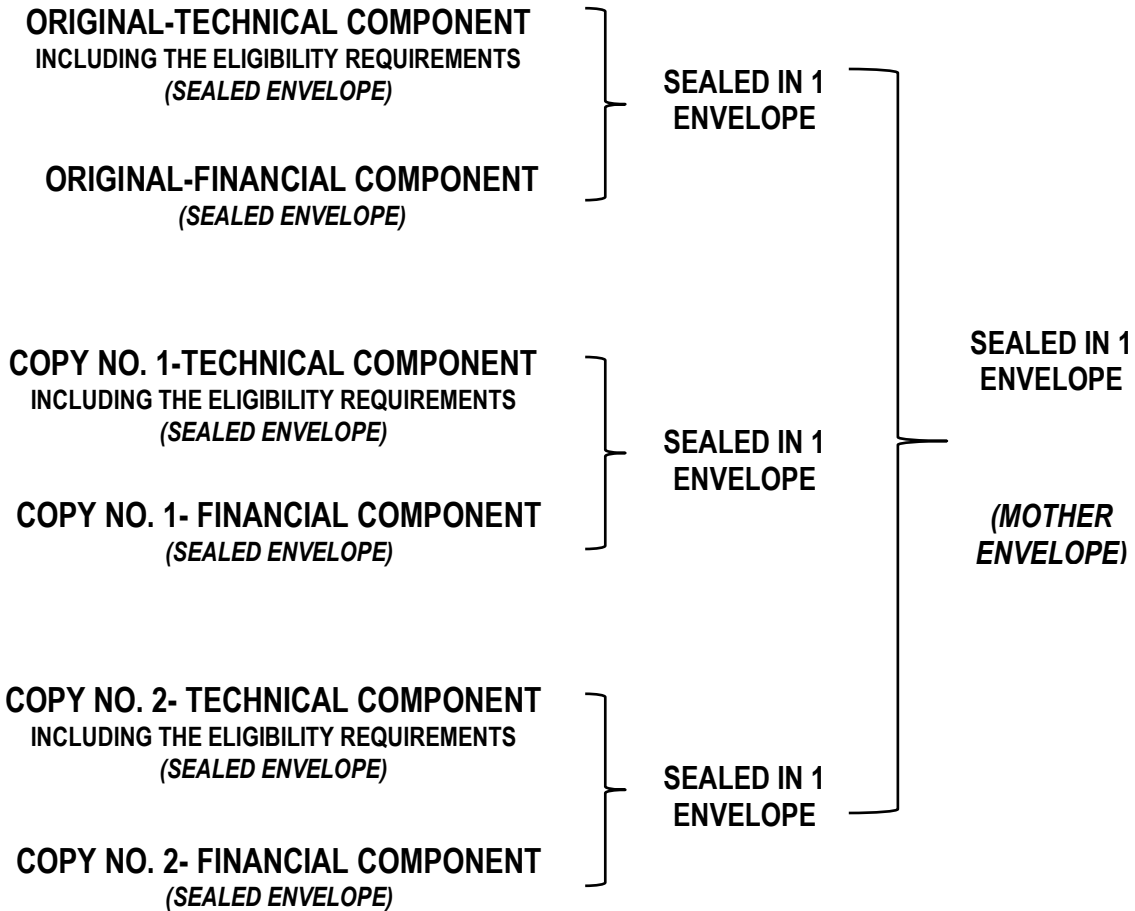 ORIGINAL-TECHNICAL COMPONENT
INCLUDING THE ELIGIBILITY REQUIREMENTS
(SEALED ENVELOPE)
ORIGINAL-FINANCIAL COMPONENT
(SEALED ENVELOPE)
SEALED IN 1
ENVELOPE
COPY NO. 1-TECHNICAL COMPONENT
INCLUDING THE ELIGIBILITY REQUIREMENTS
(SEALED ENVELOPE)
COPY NO. 1- FINANCIAL COMPONENT
(SEALED ENVELOPE)
SEALED IN 1
ENVELOPE
COPY NO. 2- TECHNICAL COMPONENT
INCLUDING THE ELIGIBILITY REQUIREMENTS
(SEALED ENVELOPE)
COPY NO. 2- FINANCIAL COMPONENT
(SEALED ENVELOPE)
SEALED IN 1
ENVELOPE
SEALED IN 1
ENVELOPE
(MOTHER
ENVELOPE)